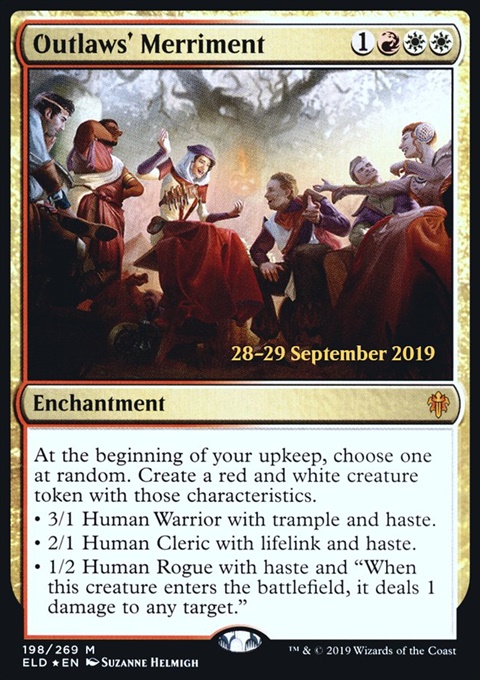 Outlaws' Merriment 1
28–29 September 2019
Enchantment
At the beginning of your upkeep, choose one
at random. Create a red and white creature
token with those characteristics.
• 3/1 Human Warrior with trample and haste.
• 2/1 Human Cleric with lifelink and haste.
• 1/2 Human Rogue with haste and “When
this creature enters the battlefield, it deals 1
damage to any target.”
198/269 M
ELD ★ EN Suzanne Helmigh
™ & © 2019 Wizards of the Coast